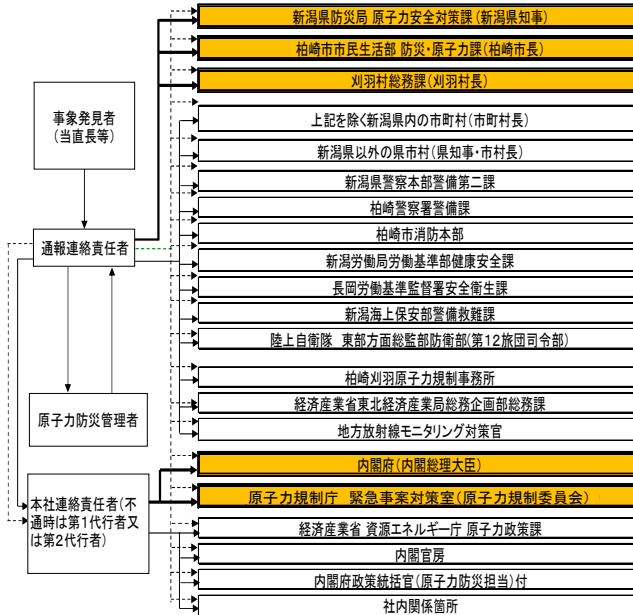 新潟県防災局 原子力安全対策課(新潟県知事)
柏崎市市民生活部 防災・原子力課(柏崎市長)
刈羽村総務課(刈羽村長)
事象発見者
(当直長等)
上記を除く新潟県内の市町村(市町村長)
新潟県以外の県市村(県知事・市村長)
新潟県警察本部警備第二課
柏崎警察署警備課
柏崎市消防本部
通報連絡責任者
新潟労働局労働基準部健康安全課
長岡労働基準監督署安全衛生課
新潟海上保安部警備救難課
陸上自衛隊 東部方面総監部防衛部(第12旅団司令部)
柏崎刈羽原子力規制事務所
原子力防災管理者
経済産業省東北経済産業局総務企画部総務課
地方放射線モニタリング対策官
内閣府(内閣総理大臣)
本社連絡責任者(不
通時は第1代行者又
は第2代行者)
原子力規制庁 緊急事案対策室(原子力規制委員会)
経済産業省 資源エネルギー庁 原子力政策課
内閣官房
内閣府政策統括官(原子力防災担当)付
社内関係箇所